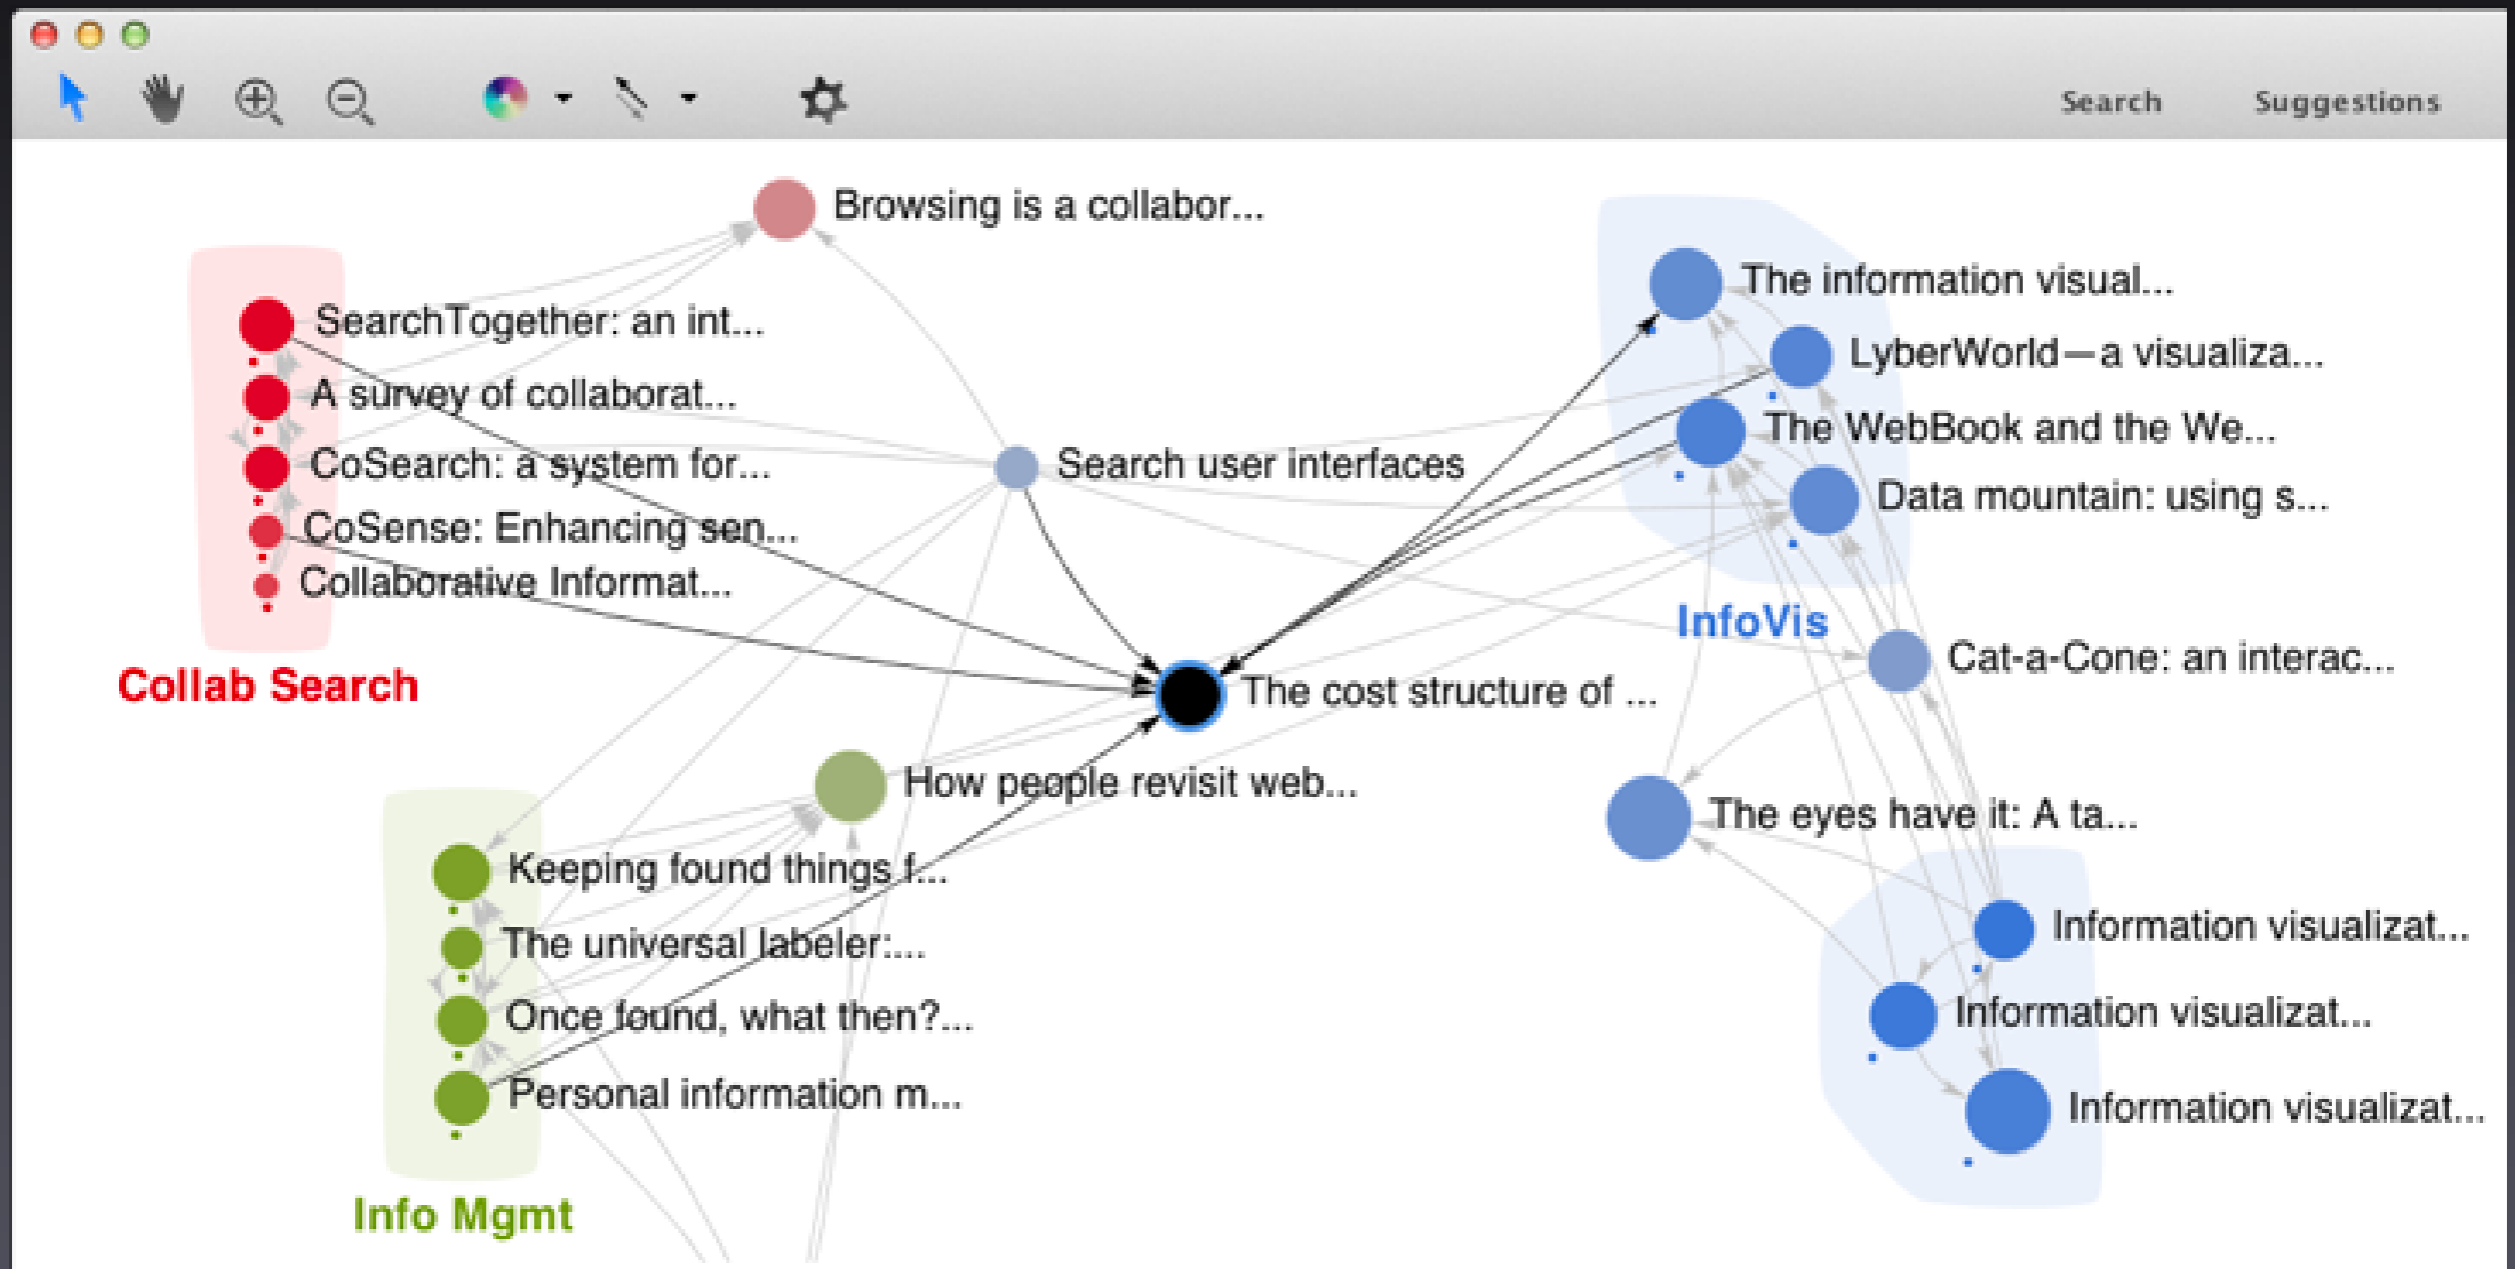 Search Suggestions
Browsing is a collabor...
SearchTogether: an int...
A survey of collaborat...
CoSearch: a system for...
CoSense: Enhancing sen...
Collaborative Informat...
Collab Search
Search user interfaces
The information visual...
LyberWorld—a visualiza...
The WebBook and the We...
Data mountain: using s...
InfoVis
Cat-a-Cone: an interac...
The cost structure of ...
How people revisit web...
The eyes have it: A ta...
Keeping found things f...
The universal labeler:....
Once found, what then?...
Personal information m...
Info Mgmt
Information visualizat...
Information visualizat...
Information visualizat...